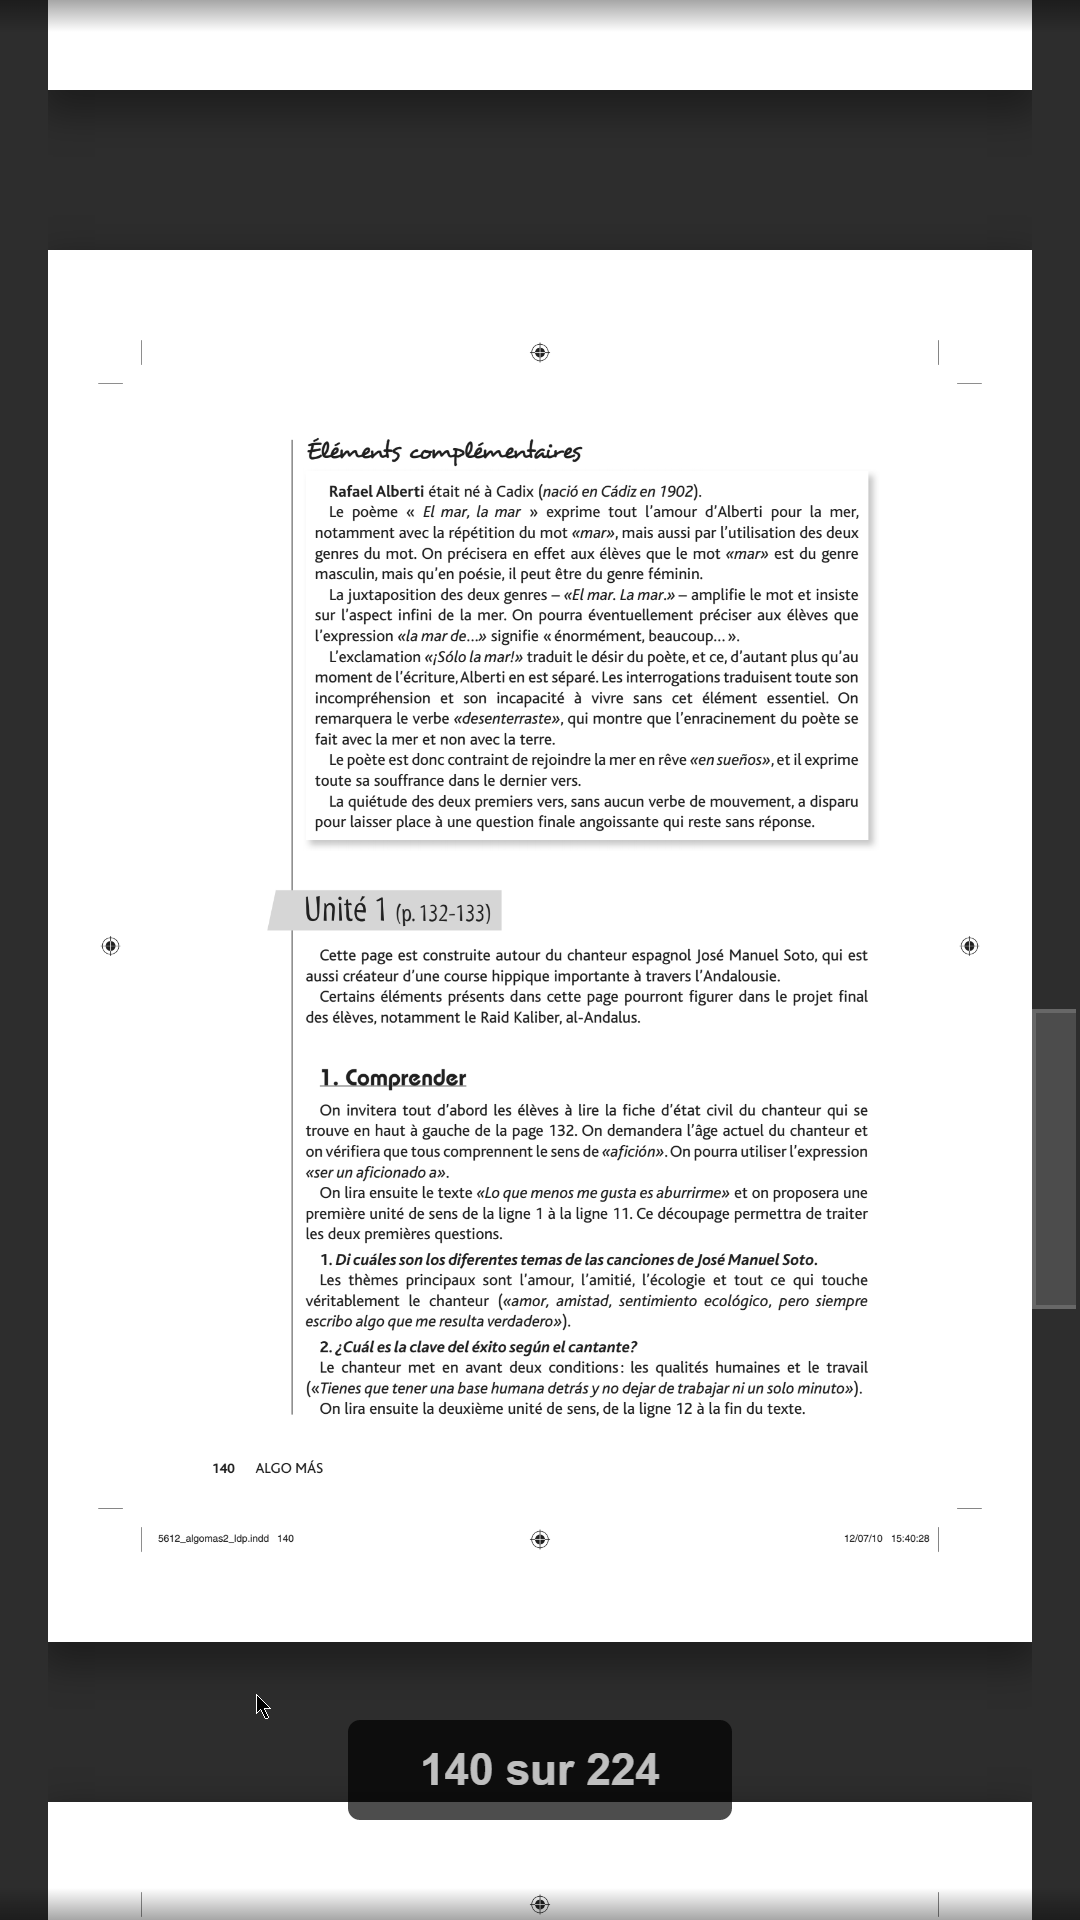 Éléments complémentaires
Rafael Alberti était né à Cadix (nació en Cádiz en 1902).
Le poème « El mar, la mar » exprime tout l'amour d'Alberti pour la mer,
notamment avec la répétition du mot «mar», mais aussi par l'utilisation des deux
genres du mot. On précisera en effet aux élèves que le mot «mar» est du genre
masculin, mais qu'en poésie, il peut être du genre féminin.
La juxtaposition des deux genres – «El mar. La mar.» – amplifie le mot et insiste
sur l'aspect infini de la mer. On pourra éventuellement préciser aux élèves que
l'expression «la mar de...» signifie « énormément, beaucoup... ».
L'exclamation «¡Sólo la mar!» traduit le désir du poète, et ce, d'autant plus qu'au
moment de l'écriture, Alberti en est séparé. Les interrogations traduisent toute son
incompréhension et son incapacité à vivre sans cet élément essentiel. On
remarquera le verbe «desenterraste», qui montre que l'enracinement du poète se
fait avec la mer et non avec la terre.
Le poète est donc contraint de rejoindre la mer en rêve «en sueños», et il exprime
toute sa souffrance dans le dernier vers.
La quiétude des deux premiers vers, sans aucun verbe de mouvement, a disparu
pour laisser place à une question finale angoissante qui reste sans réponse.
Unité 1 (p. 132-133)
Cette page est construite autour du chanteur espagnol José Manuel Soto, qui est
aussi créateur d'une course hippique importante à travers l'Andalousie.
Certains éléments présents dans cette page pourront figurer dans le projet final
des élèves, notamment le Raid Kaliber, al-Andalus.
1. Comprender
On invitera tout d'abord les élèves à lire la fiche d'état civil du chanteur qui se
trouve en haut à gauche de la page 132. On demandera l'âge actuel du chanteur et
on vérifiera que tous comprennent le sens de «afición». On pourra utiliser l'expression
«ser un aficionado a».
On lira ensuite le texte «Lo que menos me gusta es aburrirme» et on proposera une
première unité de sens de la ligne 1 à la ligne 11. Ce découpage permettra de traiter
les deux premières questions.
1. Di cuáles son los diferentes temas de las canciones de José Manuel Soto.
Les thèmes principaux sont l'amour, l'amitié, l'écologie et tout ce qui touche
véritablement le chanteur («amor, amistad, sentimiento ecológico, pero siempre
escribo algo que me resulta verdadero»).
2. ¿Cuál es la clave del éxito según el cantante?
Le chanteur met en avant deux conditions : les qualités humaines et le travail
(«Tienes que tener una base humana detrás y no dejar de trabajar ni un solo minuto»).
On lira ensuite la deuxième unité de sens, de la ligne 12 à la fin du texte.
140 ALGO MÁS
5612_algomas2_ldp.indd 140 12/07/10 15:40:28
140 sur 224